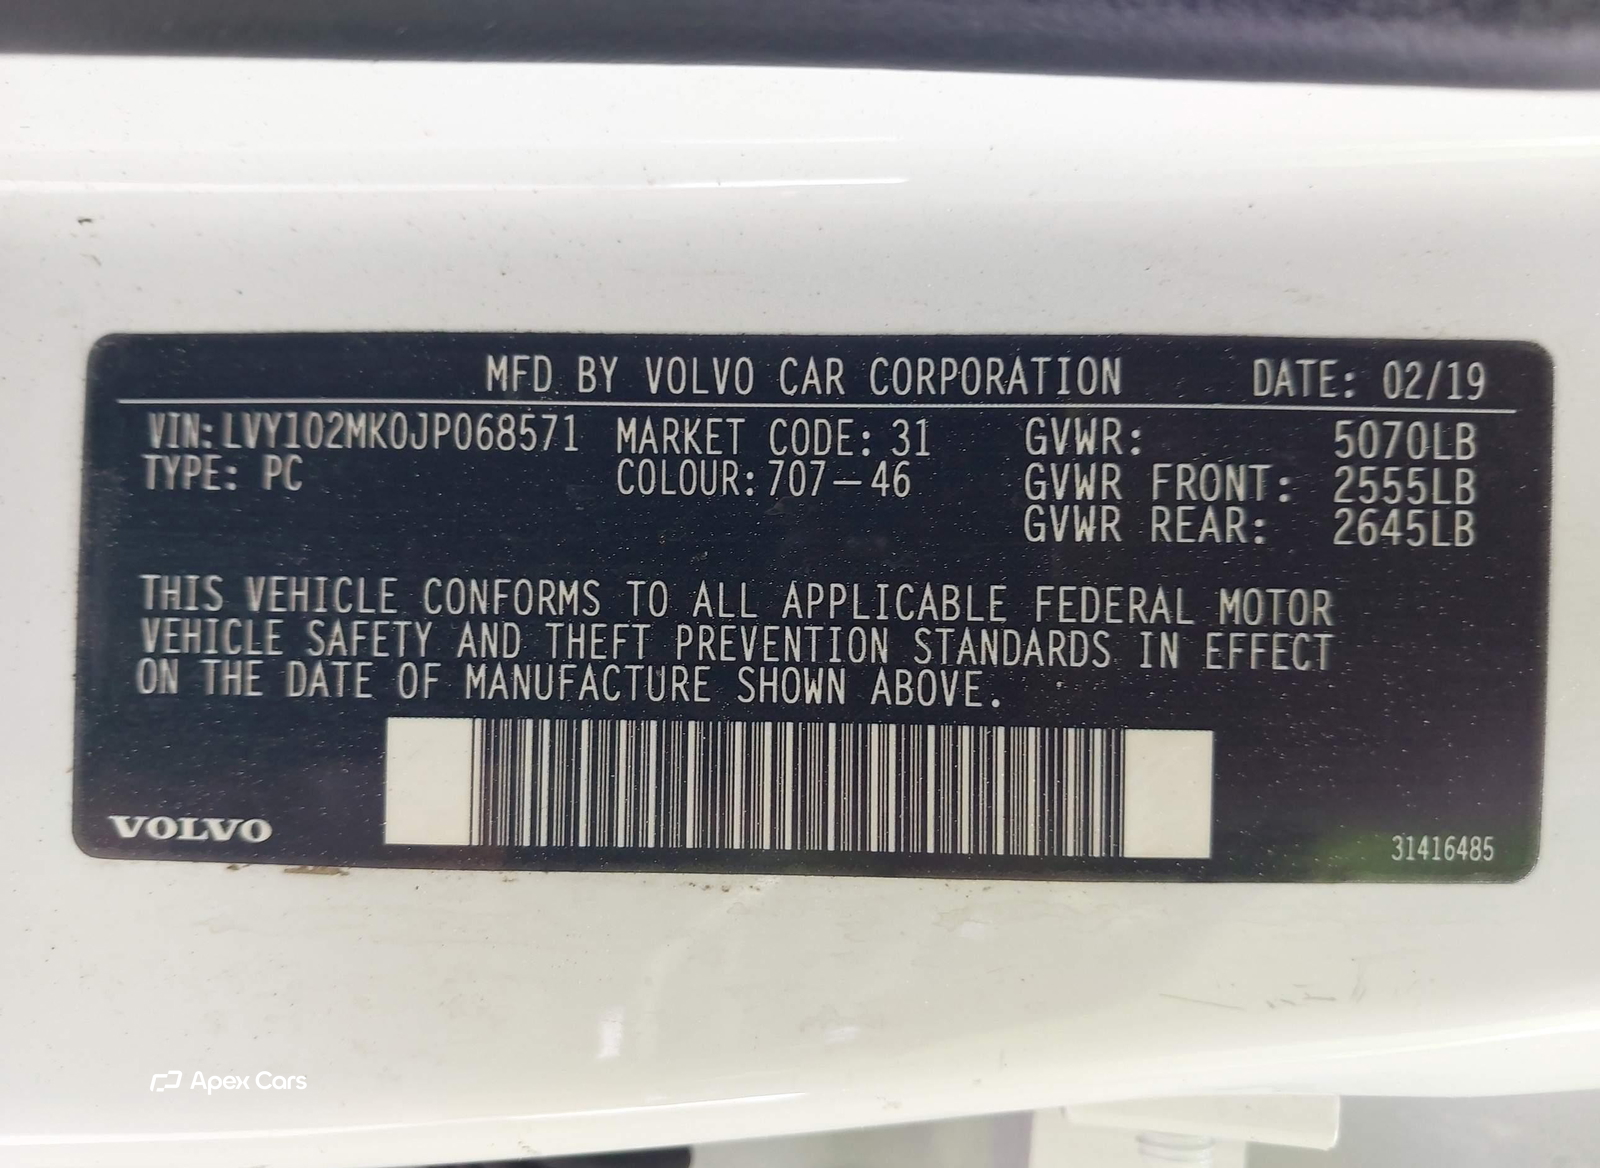 MFD BY VOLVO CAR CORPORATION DATE: 02/19
VIN:LVY102MK0JP068571 MARKET CODE: 31 GVWR: 5070LB
TYPE: PC COLOUR:707-46 GVWR FRONT: 2555LB
GVWR REAR: 2645LB
THIS VEHICLE CONFORMS TO ALL APPLICABLE FEDERAL MOTOR
VEHICLE SAFETY AND THEFT PREVENTION STANDARDS IN EFFECT
ON THE DATE OF MANUFACTURE SHOWN ABOVE.
VOLVO 31416485
Apex Cars